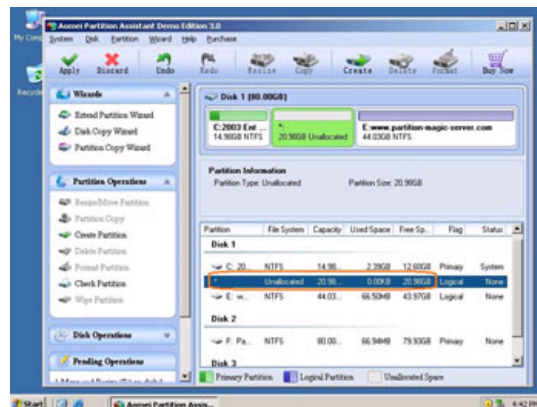 My Comp
Recycle
Aomei Partition Assistant Demo Edition 3.0
System Disk Partition Wizard Help Purchase
Apply Discard Undo Redo Resize Copy Create Delete Format Buy Now
Wizards
Extend Partition Wizard
Disk Copy Wizard
Partition Copy Wizard
Partition Operations
Resize/Move Partition
Partition Copy
Create Partition
Delete Partition
Format Partition
Check Partition
Wipe Partition
Disk Operations
Pending Operations
Disk 1 (80.00GB)
C:2003 Ent ...
14.98GB NTFS
*:
20.98GB Unallocated
E:www.partition-magic-server.com
44.03GB NTFS
Partition Information
Partition Type: Unallocated Partition Size: 20.98GB
Partition File System Capacity Used Space Free Sp... Flag Status
Disk 1
C: 20... NTFS 14.98... 2.39GB 12.60GB Primary System
* Unallocated 20.98... 0.00KB 20.98GB Logical None
E: w... NTFS 44.03... 66.50MB 43.97GB Logical None
Disk 2
F: Pa... NTFS 80.00... 66.94MB 79.93GB Primary None
Disk 3
Primary Partition Logical Partition Unallocated Space
Start Aomei Partition Assis... 4:42 PM